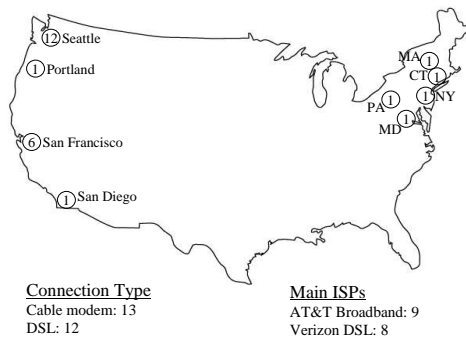 12 Seattle
1 Portland
MA 1
CT 1
1 NY
PA 1
MD 1
6 San Francisco
1 San Diego
Connection Type
Cable modem: 13
DSL: 12
Main ISPs
AT&T Broadband: 9
Verizon DSL: 8